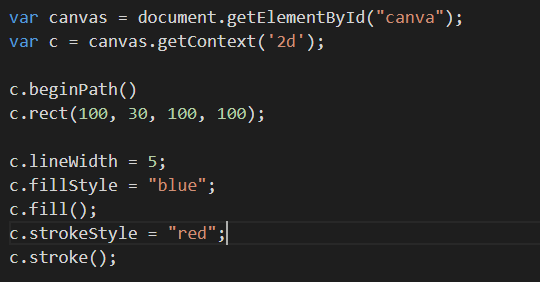 var canvas = document.getElementById("canva");
var c = canvas.getContext('2d');
c.beginPath()
c.rect(100, 30, 100, 100);
c.lineWidth = 5;
c.fillStyle = "blue";
c.fill();
c.strokeStyle = "red";
c.stroke();